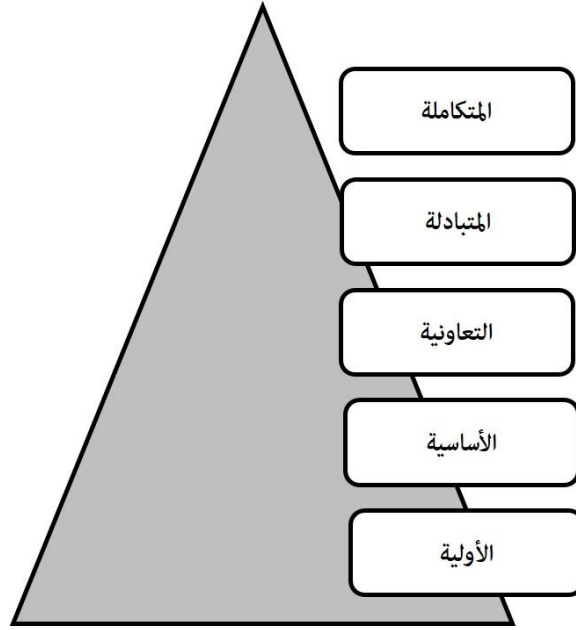 المتكاملة
المتبادلة
التعاونية
الأساسية
الأولية